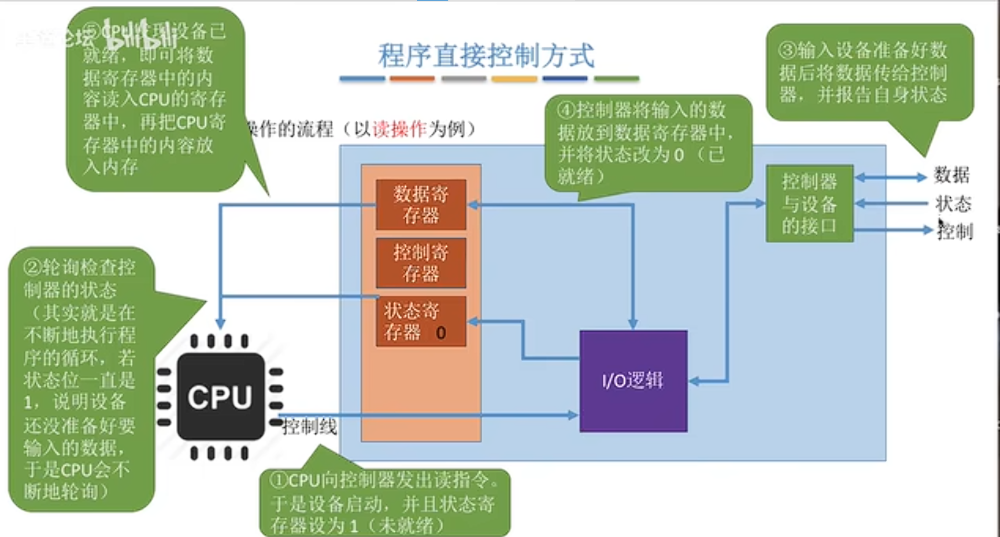 程序直接控制方式
操作的流程（以读操作为例）
⑤CPU发现设备已
就绪，即可将数
据寄存器中的内
容读入CPU的寄存
器中，再把CPU寄
存器中的内容放
入内存
论坛 bilibili
③输入设备准备好数
据后将数据传给控制
器，并报告自身状态
④控制器将输入的数
据放到数据寄存器中，
并将状态改为 0 （已
就绪）
数据寄
存器
控制寄
存器
状态寄
存器 0
控制器
与设备
的接口
数据
状态
控制
②轮询检查控
制器的状态
（其实就是在
不断地执行程
序的循环，若
状态位一直是
1，说明设备
还没准备好要
输入的数据，
于是CPU会不
断地轮询）
CPU
I/O逻辑
控制线
①CPU向控制器发出读指令。
于是设备启动，并且状态寄
存器设为 1（未就绪）